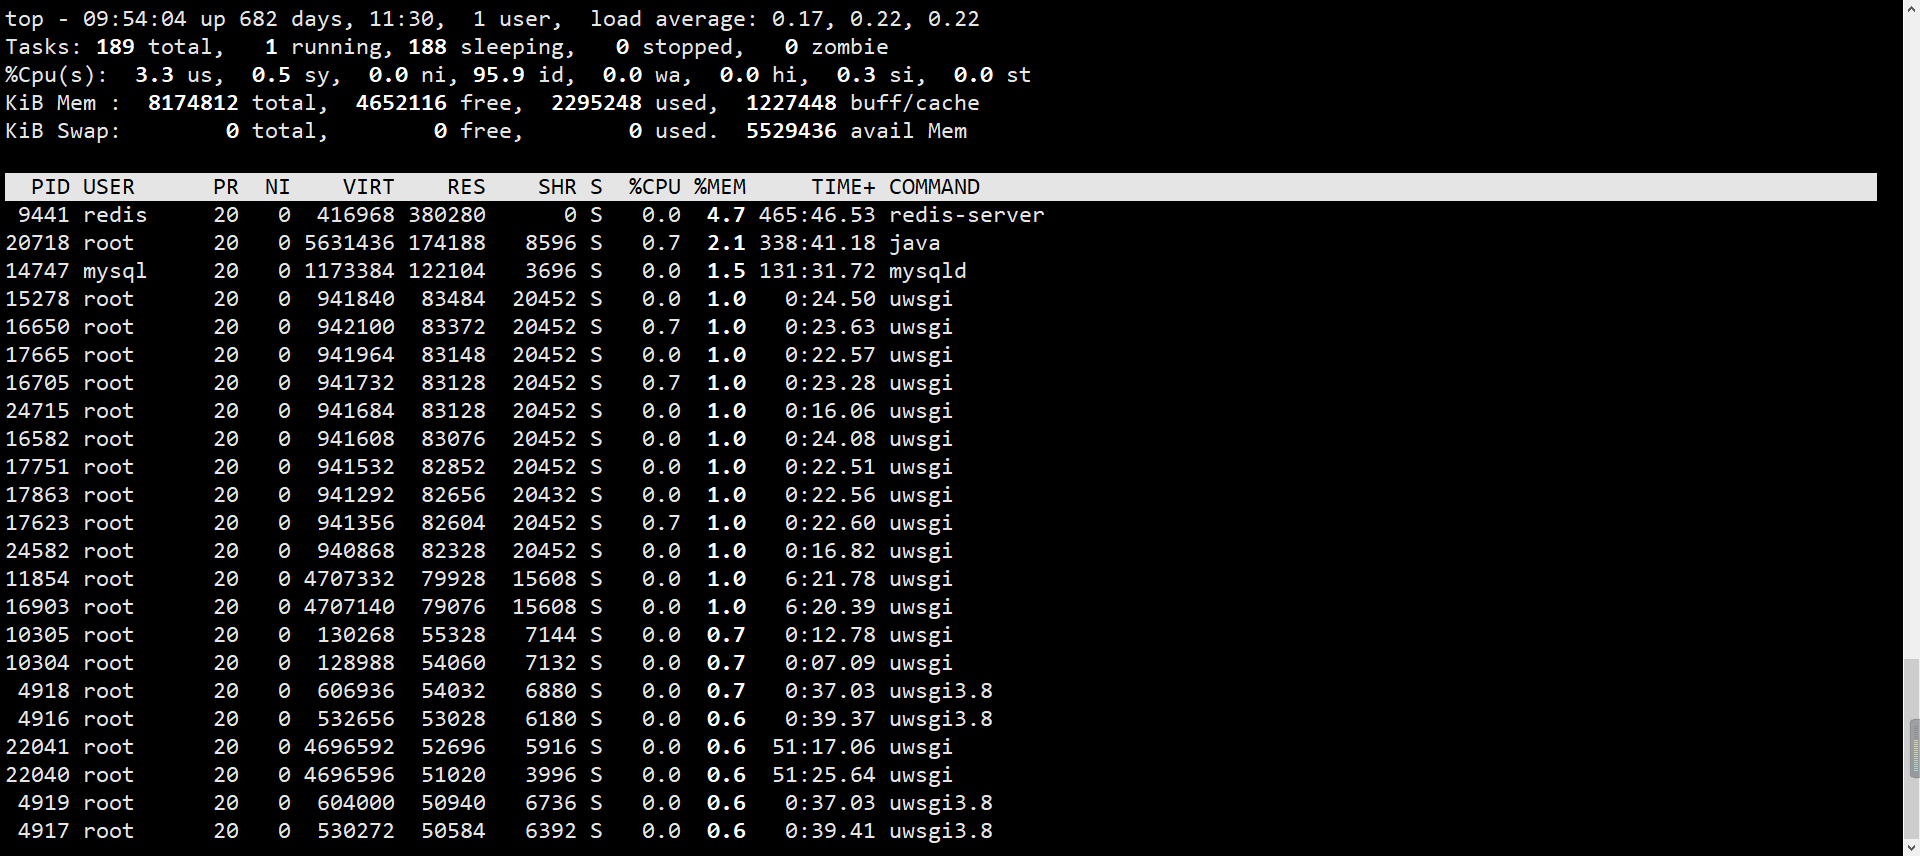 top - 09:54:04 up 682 days, 11:30,  1 user,  load average: 0.17, 0.22, 0.22
Tasks: 189 total,   1 running, 188 sleeping,   0 stopped,   0 zombie
%Cpu(s):  3.3 us,  0.5 sy,  0.0 ni, 95.9 id,  0.0 wa,  0.0 hi,  0.3 si,  0.0 st
KiB Mem :  8174812 total,  4652116 free,  2295248 used,  1227448 buff/cache
KiB Swap:        0 total,        0 free,        0 used.  5529436 avail Mem
  PID USER      PR  NI    VIRT    RES    SHR S  %CPU %MEM     TIME+ COMMAND
 9441 redis     20   0  416968 380280      0 S   0.0  4.7 465:46.53 redis-server
20718 root      20   0 5631436 174188   8596 S   0.7  2.1 338:41.18 java
14747 mysql     20   0 1173384 122104   3696 S   0.0  1.5 131:31.72 mysqld
15278 root      20   0  941840  83484  20452 S   0.0  1.0   0:24.50 uwsgi
16650 root      20   0  942100  83372  20452 S   0.7  1.0   0:23.63 uwsgi
17665 root      20   0  941964  83148  20452 S   0.0  1.0   0:22.57 uwsgi
16705 root      20   0  941732  83128  20452 S   0.7  1.0   0:23.28 uwsgi
24715 root      20   0  941684  83128  20452 S   0.0  1.0   0:16.06 uwsgi
16582 root      20   0  941608  83076  20452 S   0.0  1.0   0:24.08 uwsgi
17751 root      20   0  941532  82852  20452 S   0.0  1.0   0:22.51 uwsgi
17863 root      20   0  941292  82656  20432 S   0.0  1.0   0:22.56 uwsgi
17623 root      20   0  941356  82604  20452 S   0.7  1.0   0:22.60 uwsgi
24582 root      20   0  940868  82328  20452 S   0.0  1.0   0:16.82 uwsgi
11854 root      20   0 4707332  79928  15608 S   0.0  1.0   6:21.78 uwsgi
16903 root      20   0 4707140  79076  15608 S   0.0  1.0   6:20.39 uwsgi
10305 root      20   0  130268  55328   7144 S   0.0  0.7   0:12.78 uwsgi
10304 root      20   0  128988  54060   7132 S   0.0  0.7   0:07.09 uwsgi
 4918 root      20   0  606936  54032   6880 S   0.0  0.7   0:37.03 uwsgi3.8
 4916 root      20   0  532656  53028   6180 S   0.0  0.6   0:39.37 uwsgi3.8
22041 root      20   0 4696592  52696   5916 S   0.0  0.6  51:17.06 uwsgi
22040 root      20   0 4696596  51020   3996 S   0.0  0.6  51:25.64 uwsgi
 4919 root      20   0  604000  50940   6736 S   0.0  0.6   0:37.03 uwsgi3.8
 4917 root      20   0  530272  50584   6392 S   0.0  0.6   0:39.41 uwsgi3.8